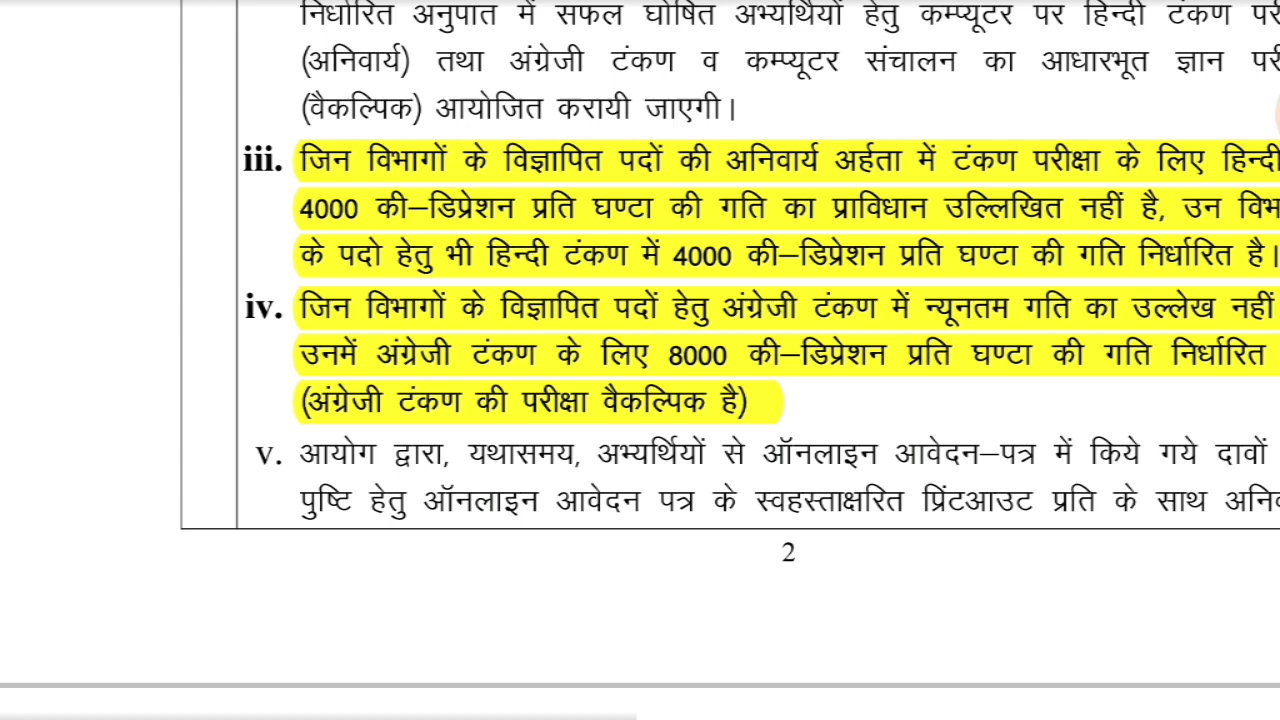 निर्धारित अनुपात में सफल घोषित अभ्यर्थियों हेतु कम्प्यूटर पर हिन्दी टंकण
(अनिवार्य) तथा अंग्रेजी टंकण व कम्प्यूटर संचालन का आधारभूत ज्ञान
(वैकल्पिक) आयोजित करायी जाएगी।
iii. जिन विभागों के विज्ञापित पदों की अनिवार्य अर्हता में टंकण परीक्षा के लिए हिन्दी
4000 की–डिप्रेशन प्रति घण्टा की गति का प्राविधान उल्लिखित नहीं है, उन
के पदो हेतु भी हिन्दी टंकण में 4000 की–डिप्रेशन प्रति घण्टा की गति निर्धारित है।
iv. जिन विभागों के विज्ञापित पदों हेतु अंग्रेजी टंकण में न्यूनतम गति का उल्लेख नहीं
उनमें अंग्रेजी टंकण के लिए 8000 की–डिप्रेशन प्रति घण्टा की गति निर्धारित
(अंग्रेजी टंकण की परीक्षा वैकल्पिक है)
v. आयोग द्वारा, यथासमय, अभ्यर्थियों से ऑनलाइन आवेदन–पत्र में किये गये दावों
पुष्टि हेतु ऑनलाइन आवेदन पत्र के स्वहस्ताक्षरित प्रिंटआउट प्रति के साथ
2